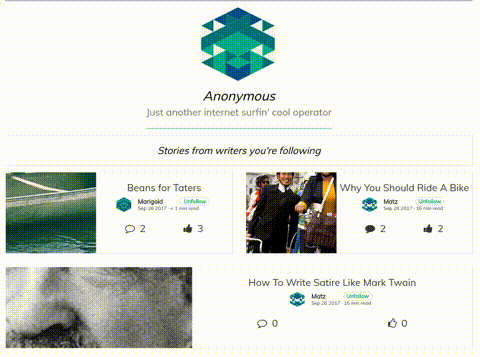 Anonymous
Just another internet surfin' cool operator
Stories from writers you're following
Beans for Taters
Marigold Unfollow
Sep 26 2017 · < 1 min read
2 3
Why You Should Ride A Bike
Matz Unfollow
Sep 26 2017 · 15 min read
2 2
How To Write Satire Like Mark Twain
Matz Unfollow
Sep 26 2017 · 15 min read
0 0